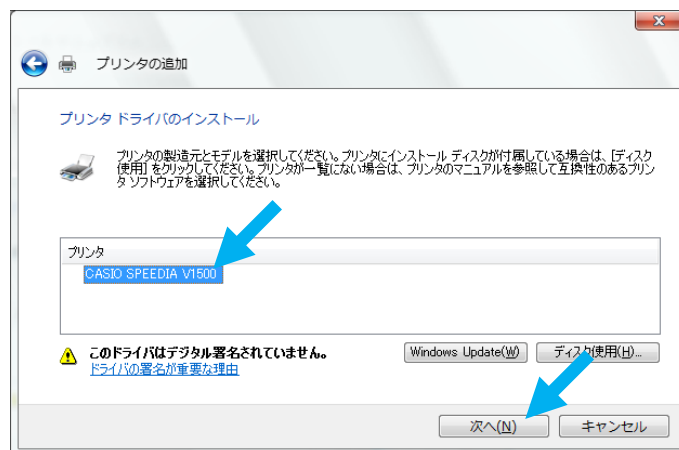 プリンタの追加
プリンタ ドライバのインストール
プリンタの製造元とモデルを選択してください。プリンタにインストール ディスクが付属している場合は、[ディスク
使用] をクリックしてください。プリンタが一覧にない場合は、プリンタのマニュアルを参照して互換性のあるプリン
タ ソフトウェアを選択してください。
プリンタ
CASIO SPEEDIA V1500
このドライバはデジタル署名されていません。
ドライバの署名が重要な理由
Windows Update(W)
ディスク使用(H)...
次へ(N)
キャンセル